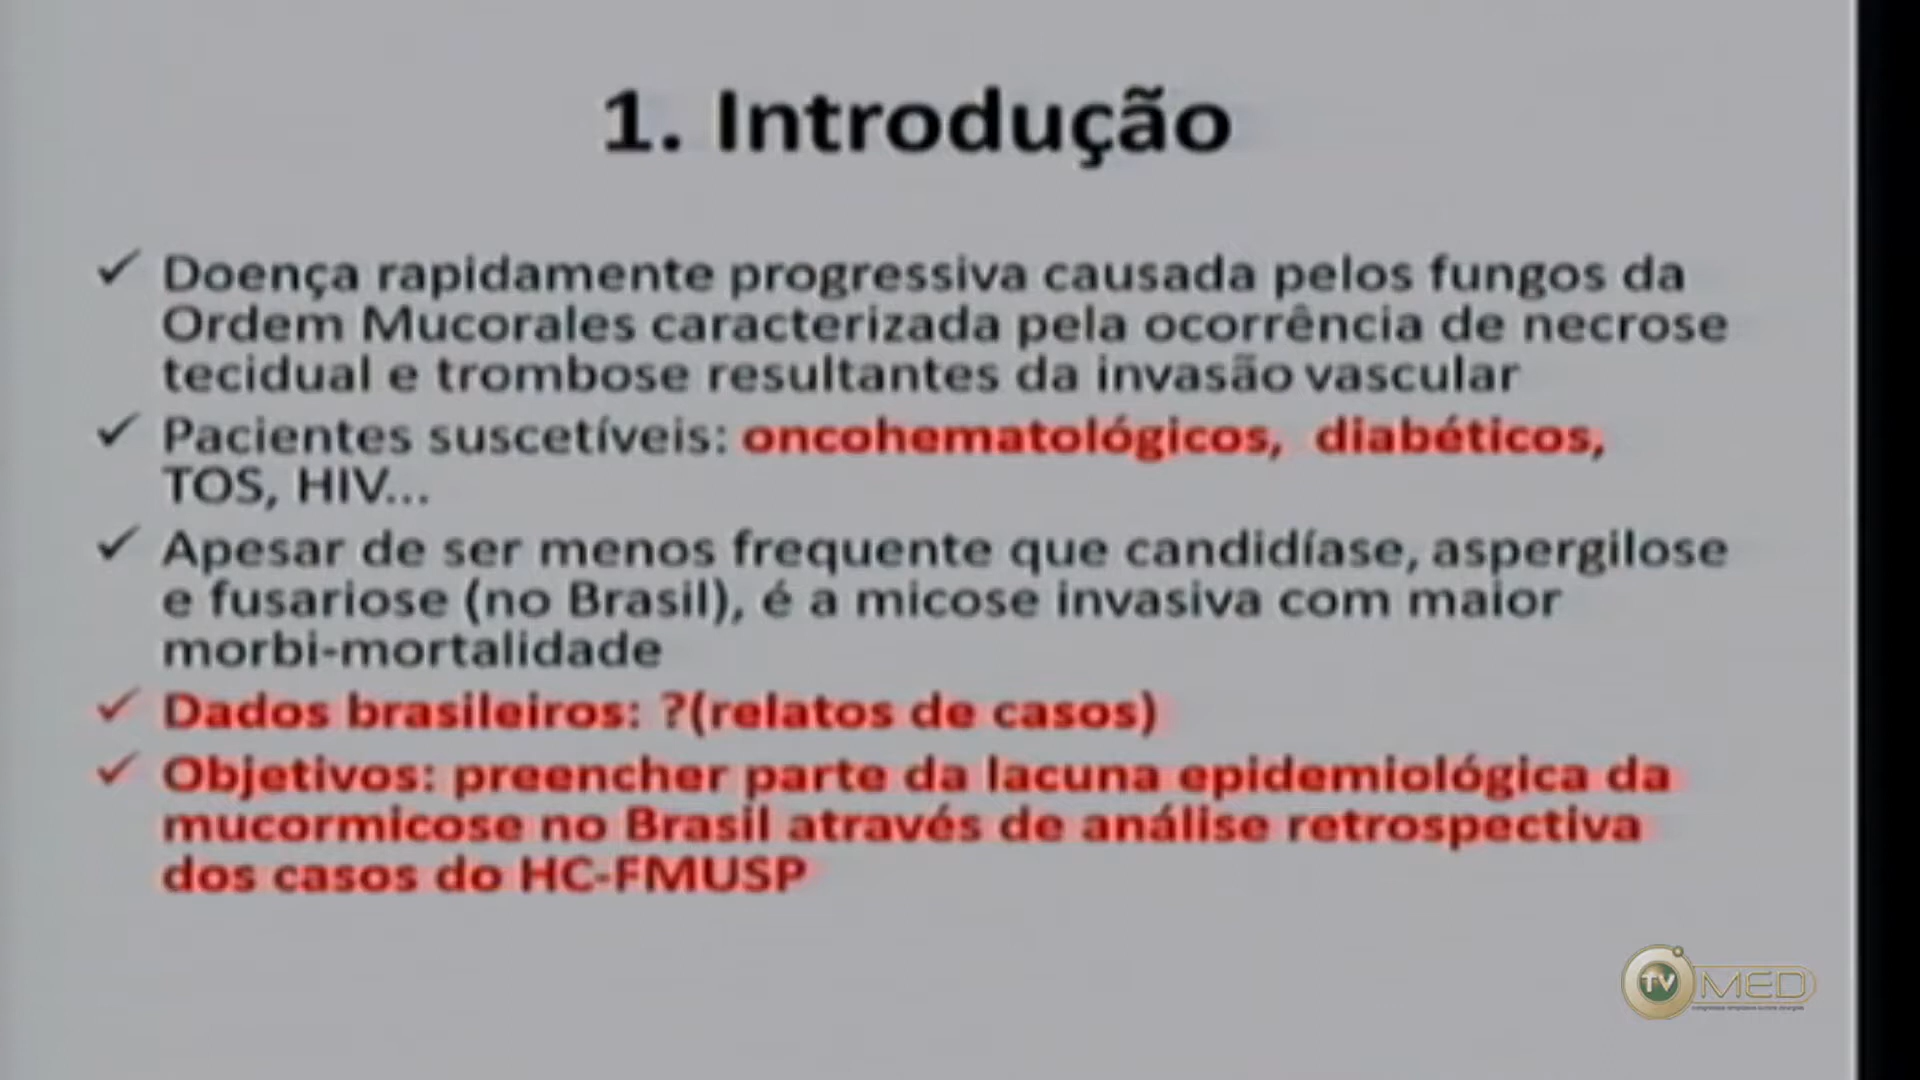 1. Introdução
✓ Doença rapidamente progressiva causada pelos fungos da
Ordem Mucorales caracterizada pela ocorrência de necrose
tecidual e trombose resultantes da invasão vascular
✓ Pacientes suscetíveis: oncohematológicos, diabéticos,
TOS, HIV...
✓ Apesar de ser menos frequente que candidíase, aspergilose
e fusariose (no Brasil), é a micose invasiva com maior
morbi-mortalidade
✓ Dados brasileiros: ?(relatos de casos)
✓ Objetivos: preencher parte da lacuna epidemiológica da
mucormicose no Brasil através de análise retrospectiva
dos casos do HC-FMUSP
TV MED